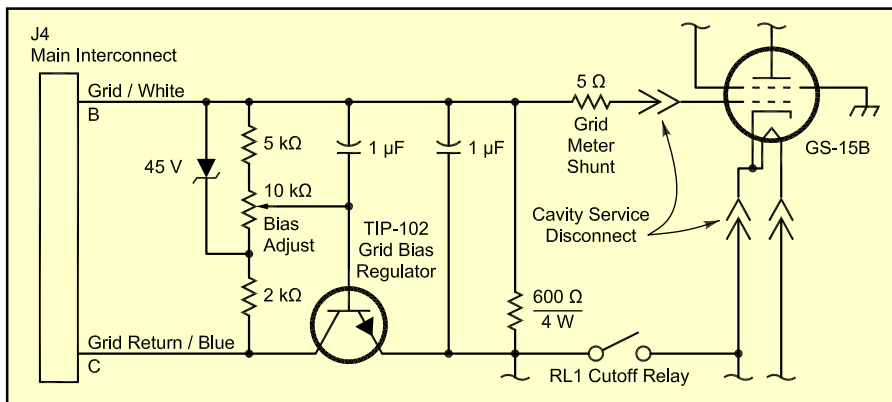 J4
Main Interconnect
Grid / White
B
5 Ω
Grid
Meter
Shunt
GS-15B
5 kΩ
1 µF
1 µF
45 V
10 kΩ
Bias
Adjust
TIP-102
Grid Bias
Regulator
Cavity Service
Disconnect
2 kΩ
600 Ω
4 W
Grid Return / Blue
C
RL1 Cutoff Relay